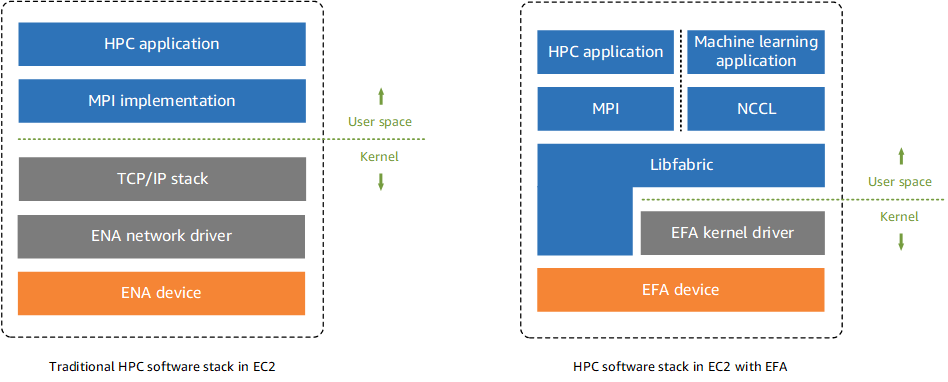 HPC application
MPI implementation
User space
Kernel
TCP/IP stack
ENA network driver
ENA device
Traditional HPC software stack in EC2
HPC application
Machine learning
application
MPI
NCCL
Libfabric
User space
Kernel
EFA kernel driver
EFA device
HPC software stack in EC2 with EFA